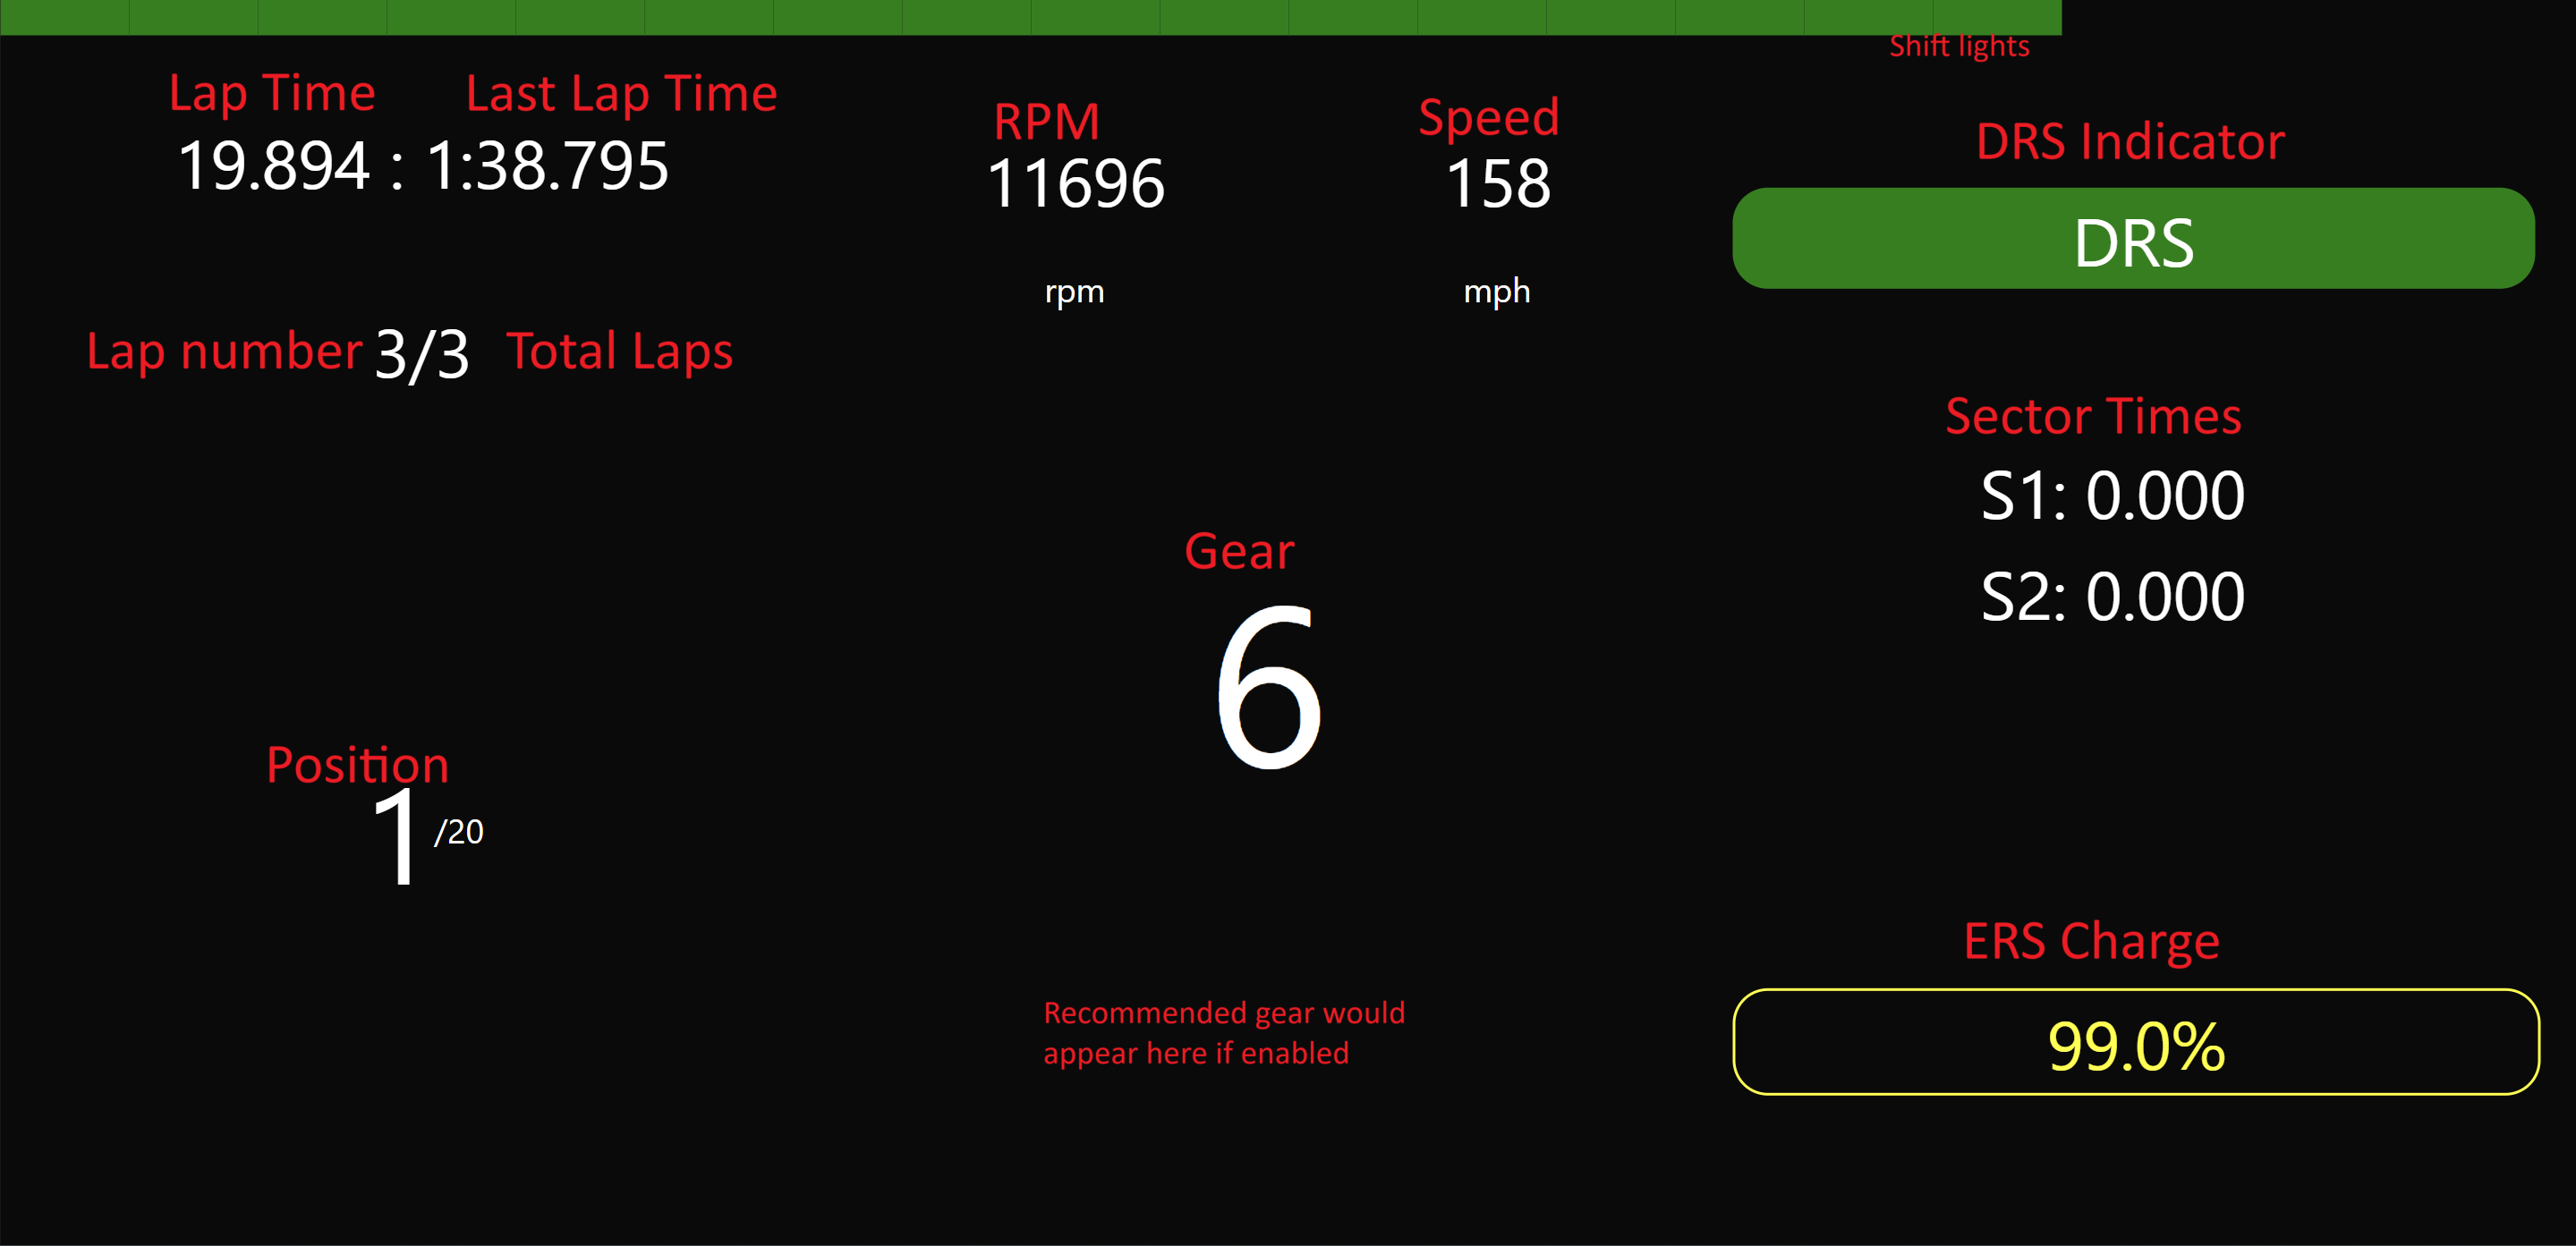 Shift lights
Lap Time Last Lap Time
19.894 : 1:38.795
RPM
11696
rpm
Speed
158
mph
DRS Indicator
DRS
Lap number 3/3 Total Laps
Sector Times
S1: 0.000
S2: 0.000
Gear
6
Position
1/20
ERS Charge
99.0%
Recommended gear would
appear here if enabled